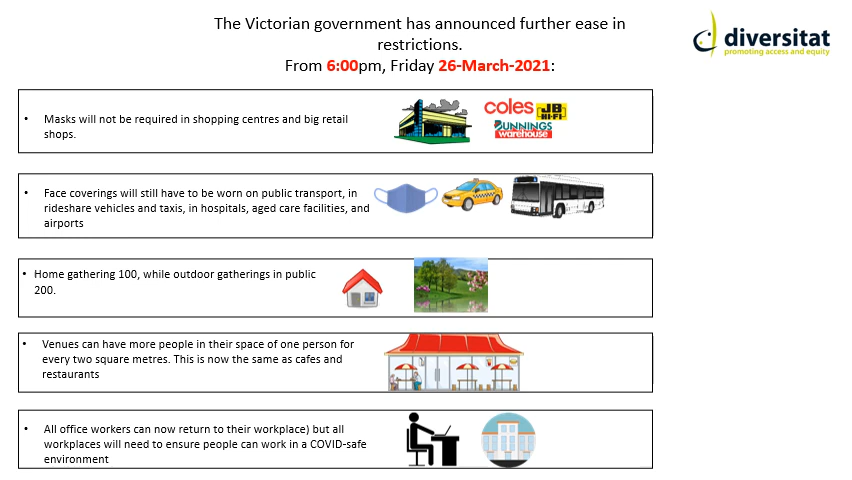 The Victorian government has announced further ease in
restrictions.
From 6:00pm, Friday 26-March-2021:
diversitat
promoting access and equity
• Masks will not be required in shopping centres and big retail
shops.
coles
JB
HI-FI
BUNNINGS
warehouse
• Face coverings will still have to be worn on public transport, in
rideshare vehicles and taxis, in hospitals, aged care facilities, and
airports
• Home gathering 100, while outdoor gatherings in public
200.
• Venues can have more people in their space of one person for
every two square metres. This is now the same as cafes and
restaurants
• All office workers can now return to their workplace) but all
workplaces will need to ensure people can work in a COVID-safe
environment